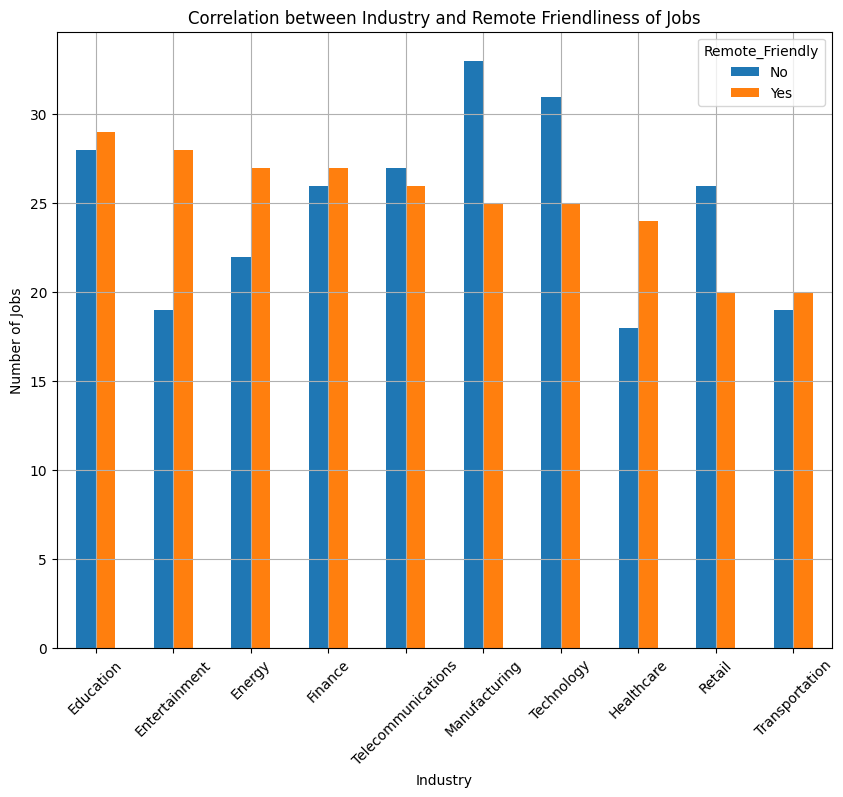 Correlation between Industry and Remote Friendliness of Jobs
Remote_Friendly
No
Yes
Number of Jobs
30
25
20
15
10
5
0
Education
Entertainment
Energy
Finance
Telecommunications
Manufacturing
Technology
Healthcare
Retail
Transportation
Industry